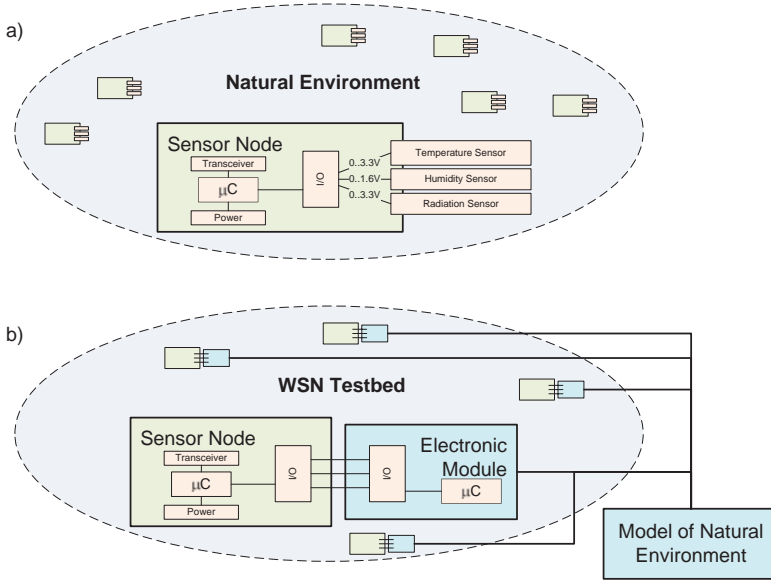 a)
Natural Environment
Sensor Node
Transceiver
μC
Power
I/O
0..3.3V
0..1.6V
0..3.3V
Temperature Sensor
Humidity Sensor
Radiation Sensor
b)
WSN Testbed
Sensor Node
Transceiver
μC
Power
I/O
I/O
Electronic
Module
μC
Model of Natural
Environment